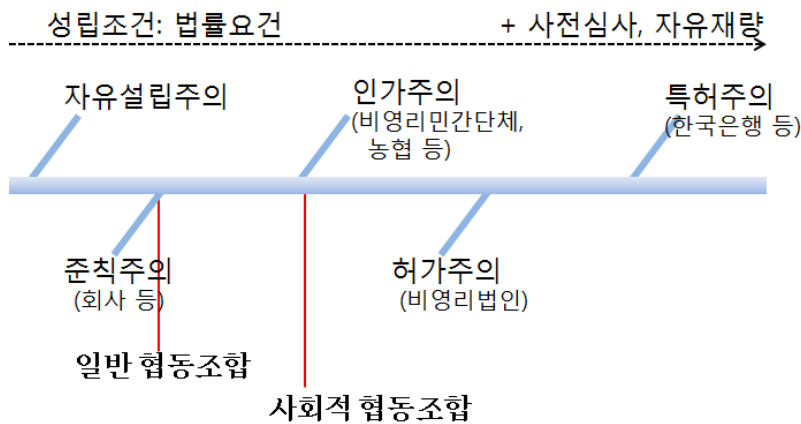 성립조건: 법률요건
+ 사전심사, 자유재량
자유설립주의
인가주의
(비영리민간단체,
농협 등)
특허주의
(한국은행 등)
준칙주의
(회사 등)
허가주의
(비영리법인)
일반 협동조합
사회적 협동조합